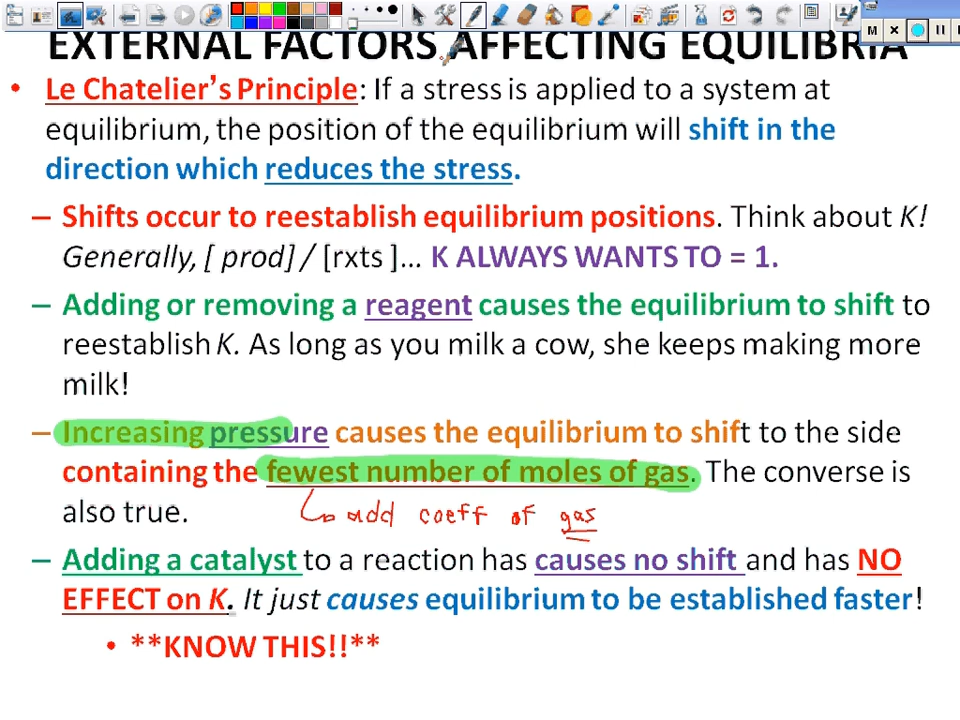 EXTERNAL FACTORS AFFECTING EQUILIBRIA
M
• Le Chatelier's Principle: If a stress is applied to a system at
equilibrium, the position of the equilibrium will shift in the
direction which reduces the stress.
– Shifts occur to reestablish equilibrium positions. Think about K!
Generally, [ prod] / [rxts ]… K ALWAYS WANTS TO = 1.
– Adding or removing a reagent causes the equilibrium to shift to
reestablish K. As long as you milk a cow, she keeps making more
milk!
– Increasing pressure causes the equilibrium to shift to the side
containing the fewest number of moles of gas. The converse is
also true.
add coeff of gas
– Adding a catalyst to a reaction has causes no shift and has NO
EFFECT on K. It just causes equilibrium to be established faster!
• **KNOW THIS!!**